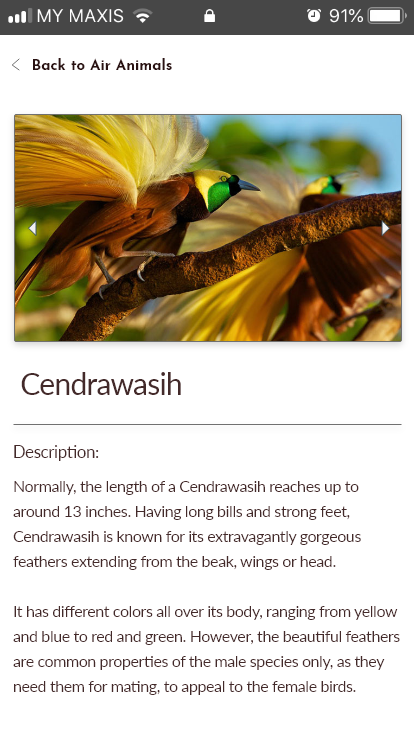 MY MAXIS 91%
Back to Air Animals
Cendrawasih
Description:
Normally, the length of a Cendrawasih reaches up to
around 13 inches. Having long bills and strong feet,
Cendrawasih is known for its extravagantly gorgeous
feathers extending from the beak, wings or head.
It has different colors all over its body, ranging from yellow
and blue to red and green. However, the beautiful feathers
are common properties of the male species only, as they
need them for mating, to appeal to the female birds.